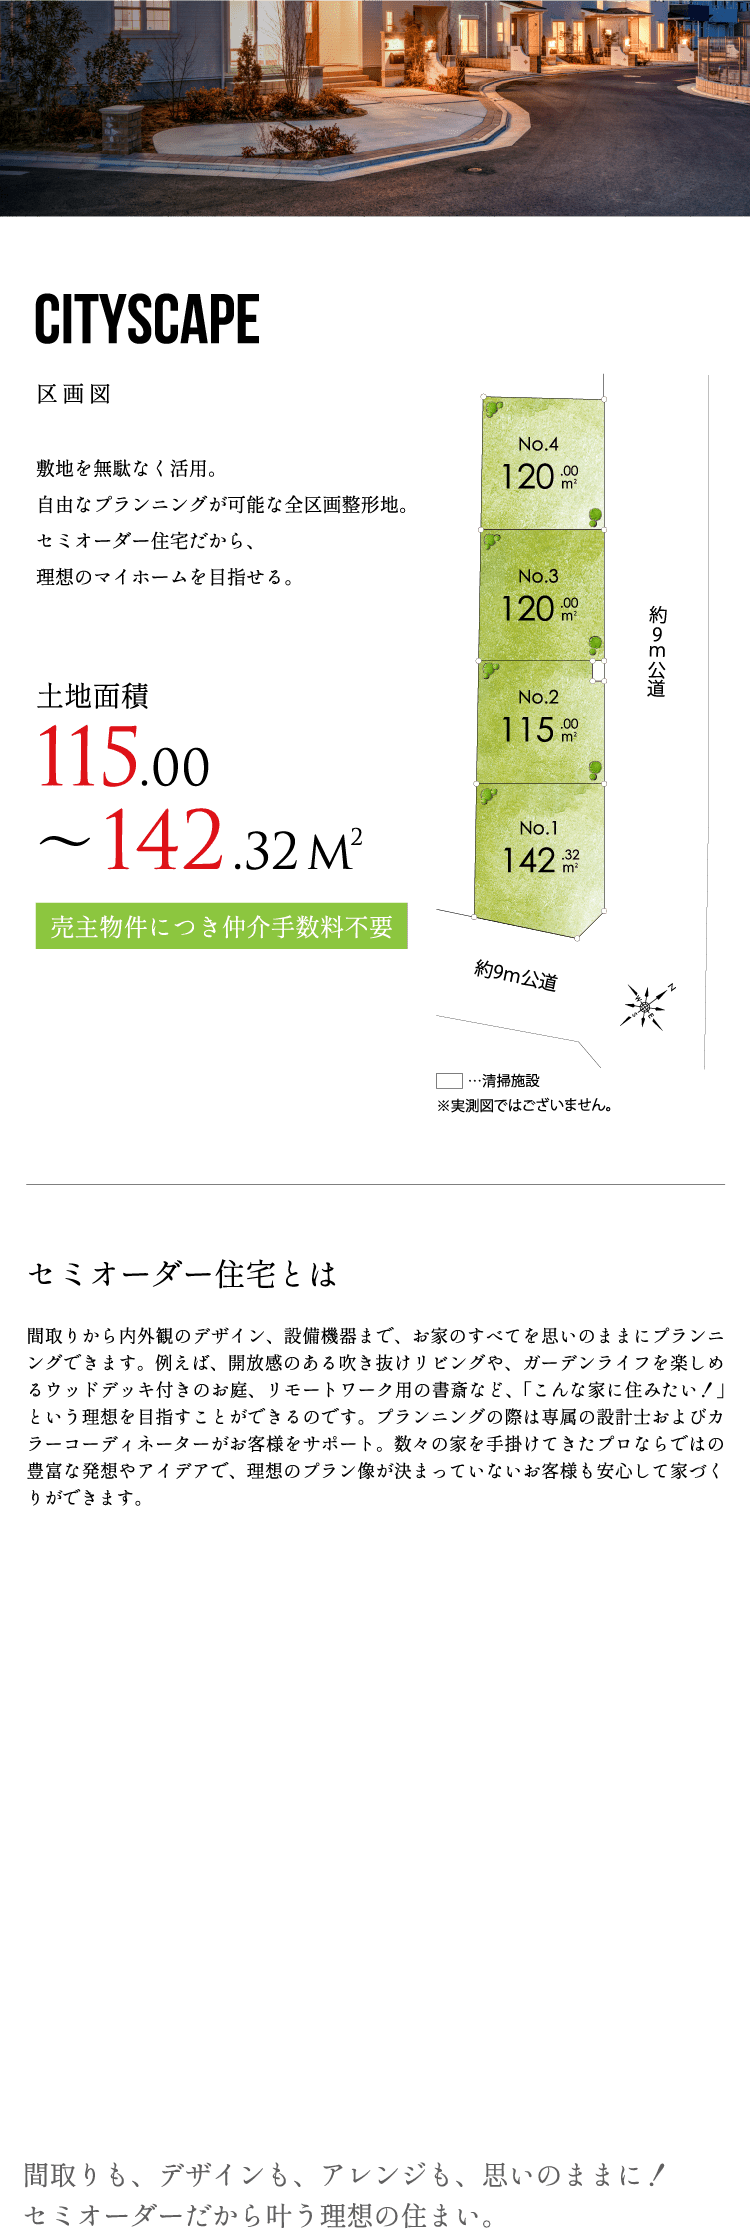 CITYSCAPE
区画図
敷地を無駄なく活用。
自由なプランニングが可能な全区画整形地。
セミオーダー住宅だから、
理想のマイホームを目指せる。
土地面積
115.00
～142.32M²
売主物件につき仲介手数料不要
No.4
120.00m²
No.3
120.00m²
No.2
115.00m²
No.1
142.32m²
約9m公道
約9m公道
N
W
E
S
…清掃施設
※実測図ではございません。
セミオーダー住宅とは
間取りから内外観のデザイン、設備機器まで、お家のすべてを思いのままにプランニ
ングできます。例えば、開放感のある吹き抜けリビングや、ガーデンライフを楽しめ
るウッドデッキ付きのお庭、リモートワーク用の書斎など、「こんな家に住みたい！」
という理想を目指すことができるのです。プランニングの際は専属の設計士およびカ
ラーコーディネーターがお客様をサポート。数々の家を手掛けてきたプロならではの
豊富な発想やアイデアで、理想のプラン像が決まっていないお客様も安心して家づく
りができます。
間取りも、デザインも、アレンジも、思いのままに！
セミオーダーだから叶う理想の住まい。